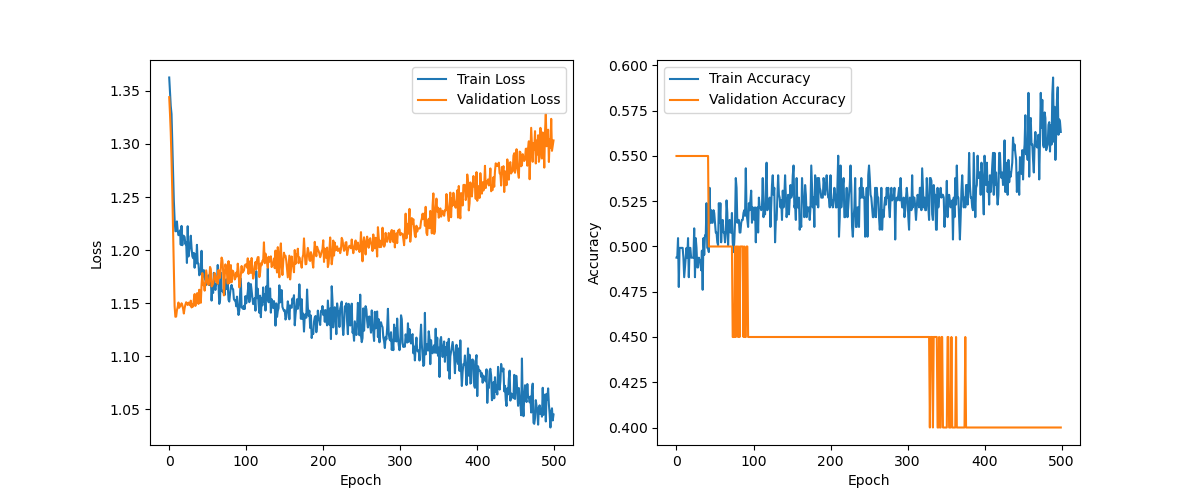 Train Loss
Validation Loss
1.35
1.30
1.25
1.20
1.15
1.10
1.05
Loss
0 100 200 300 400 500
Epoch
Train Accuracy
Validation Accuracy
0.600
0.575
0.550
0.525
0.500
0.475
0.450
0.425
0.400
Accuracy
0 100 200 300 400 500
Epoch